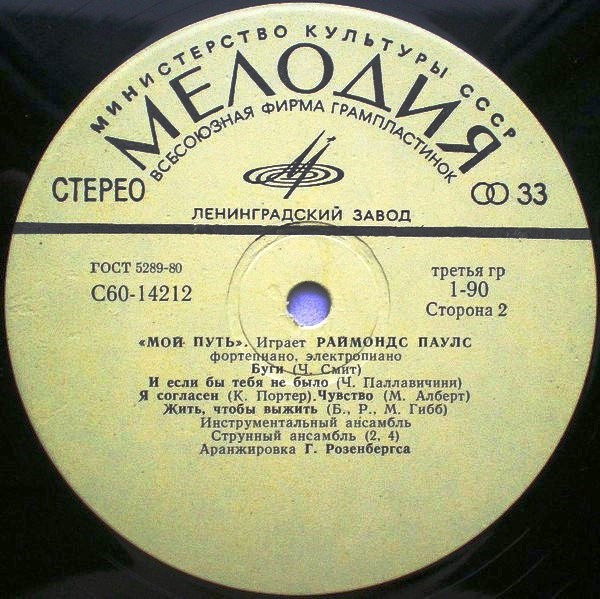 МИНИСТЕРСТВО КУЛЬТУРЫ СССР
МЕЛОДИЯ
ВСЕСОЮЗНАЯ ФИРМА ГРАМПЛАСТИНОК
СТЕРЕО
33
ЛЕНИНГРАДСКИЙ ЗАВОД
ГОСТ 5289-80
третья гр
С60-14212
1-90
Сторона 2
«МОЙ ПУТЬ». Играет РАЙМОНДС ПАУЛС
фортепиано, электропиано
Буги (Ч. Смит)
И если бы тебя не было (Ч. Паллавичини)
Я согласен (К. Портер). Чувство (М. Алберт)
Жить, чтобы выжить (Б., Р., М. Гибб)
Инструментальный ансамбль
Струнный ансамбль (2, 4)
Аранжировка Г. Розенбергса